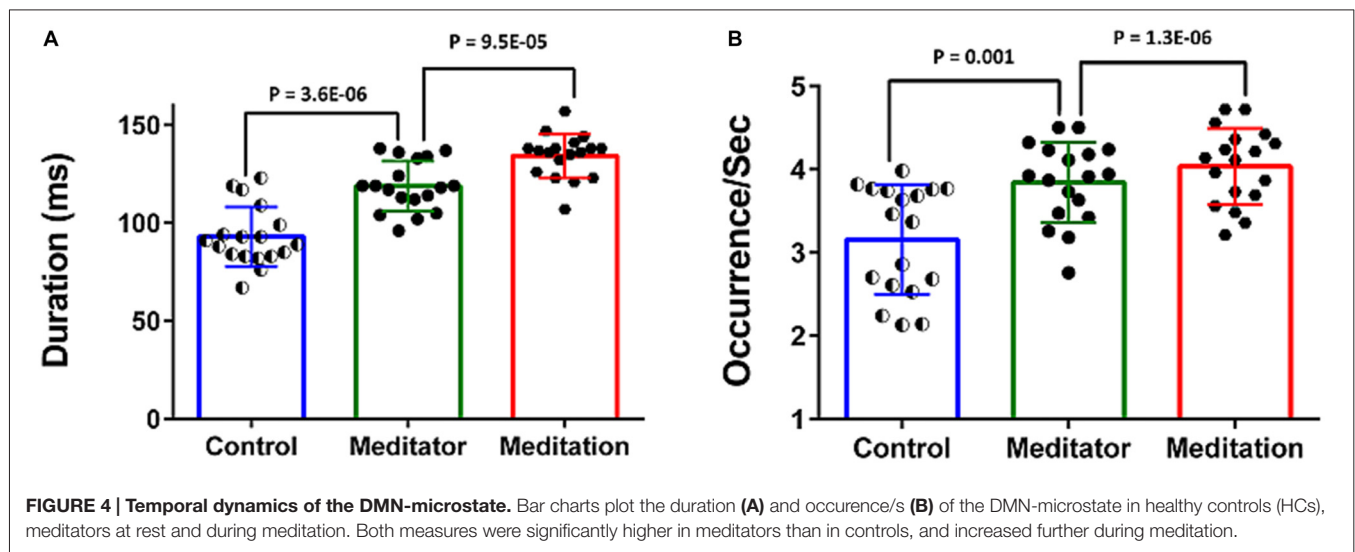 A
P = 9.5E-05
P = 3.6E-06
150
100
50
0
Duration (ms)
Control Meditator Meditation
B
P = 1.3E-06
P = 0.001
5
4
3
2
1
Occurrence/Sec
Control Meditator Meditation
FIGURE 4 | Temporal dynamics of the DMN-microstate. Bar charts plot the duration (A) and occurence/s (B) of the DMN-microstate in healthy controls (HCs),
meditators at rest and during meditation. Both measures were significantly higher in meditators than in controls, and increased further during meditation.